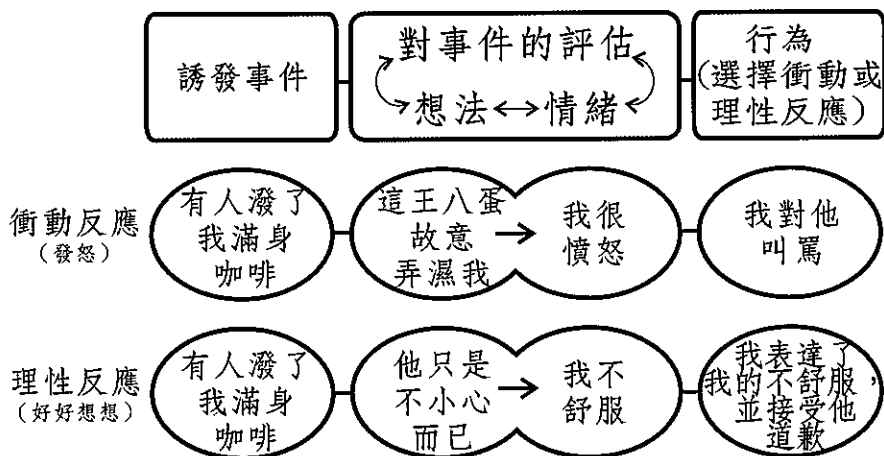 誘發事件
對事件的評估
想法 情緒
行為
(選擇衝動或
理性反應)
衝動反應
(發怒)
有人潑了
我滿身
咖啡
這王八蛋
故意
弄濕我
我很
憤怒
我對他
叫罵
理性反應
(好好想想)
有人潑了
我滿身
咖啡
他只是
不小心
而已
我不
舒服
我表達了
我的不舒服，
並接受他
道歉